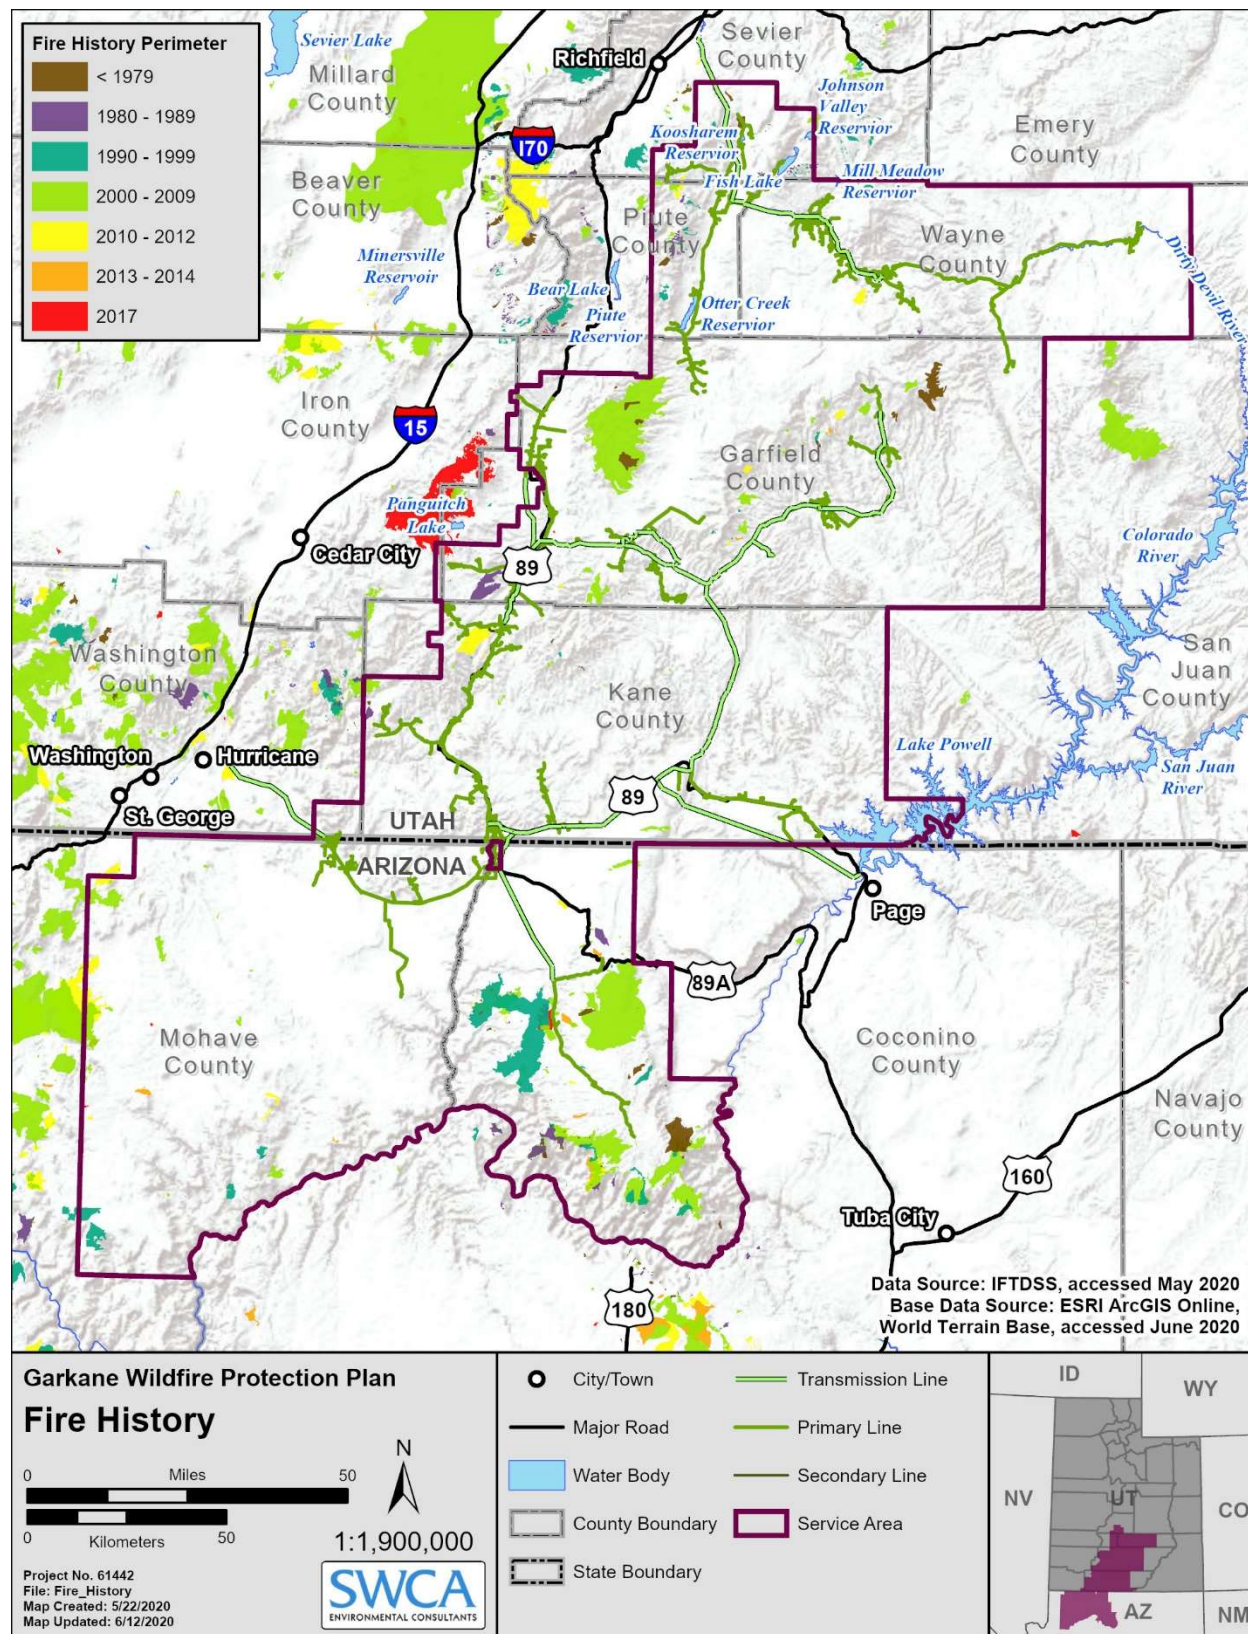 Fire History Perimeter
< 1979
1980 - 1989
1990 - 1999
2000 - 2009
2010 - 2012
2013 - 2014
2017
Sevier Lake
Millard
County
Richfield
Sevier
County
Johnson
Valley
Reservior
Koosharem
Reservior
Emery
County
I70
Fish Lake
Mill Meadow
Reservior
Beaver
County
Piute
County
Wayne
County
Minersville
Reservoir
Bear Lake
Piute
Reservior
Otter Creek
Reservoir
Dirty Devil River
Iron
County
15
Garfield
County
Panguitch
Lake
Cedar City
89
Colorado
River
Washington
County
San
Juan
County
Kane
County
Washington
Hurricane
Lake Powell
San Juan
River
St. George
89
UTAH
ARIZONA
Page
89A
Mohave
County
Coconino
County
Navajo
County
160
Tuba City
180
Data Source: IFTDSS, accessed May 2020
Base Data Source: ESRI ArcGIS Online,
World Terrain Base, accessed June 2020
Garkane Wildfire Protection Plan
Fire History
0 Miles 50
0 Kilometers 50
N
1:1,900,000
Project No. 61442
File: Fire_History
Map Created: 5/22/2020
Map Updated: 6/12/2020
SWCA
ENVIRONMENTAL CONSULTANTS
City/Town
Major Road
Water Body
County Boundary
State Boundary
Transmission Line
Primary Line
Secondary Line
Service Area
ID
WY
NV
UT
CO
AZ
NM